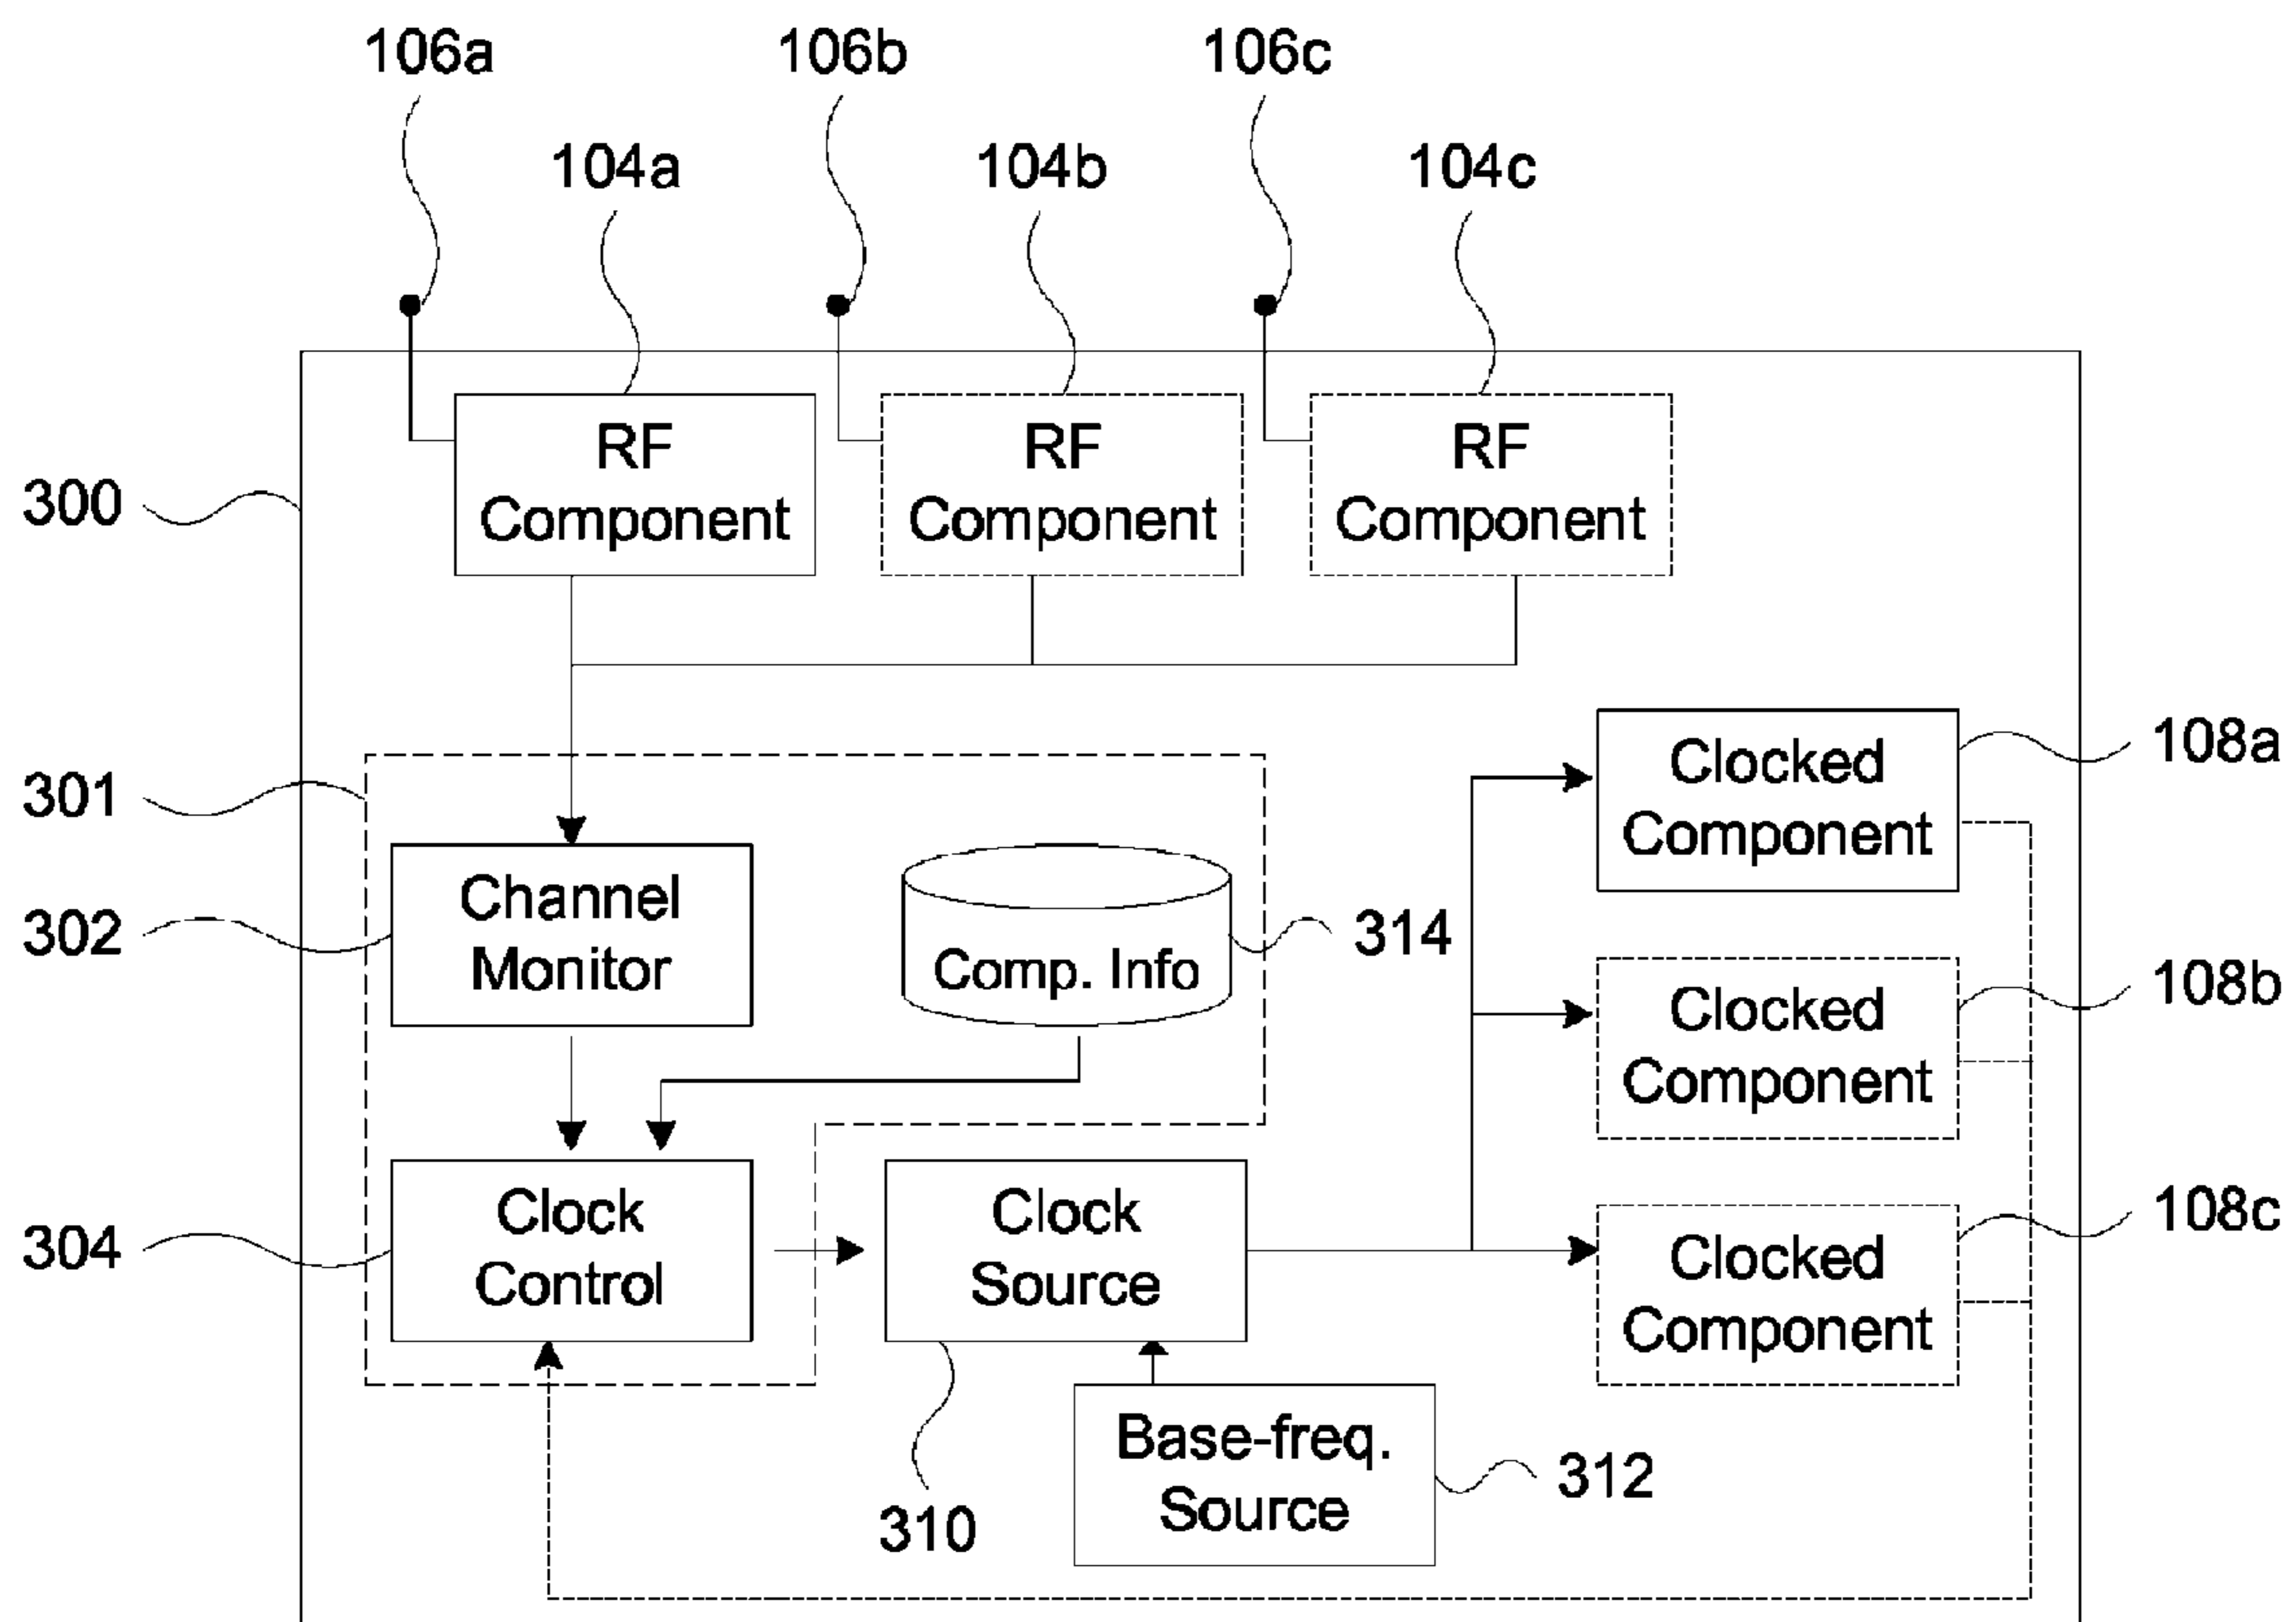 106a
106b
106c
104a
104b
104c
RF
Component
RF
Component
RF
Component
300
301
Channel
Monitor
302
Comp. Info
314
Clocked
Component
108a
Clocked
Component
108b
Clock
Control
304
Clock
Source
Clocked
Component
108c
310
Base-freq.
Source
312